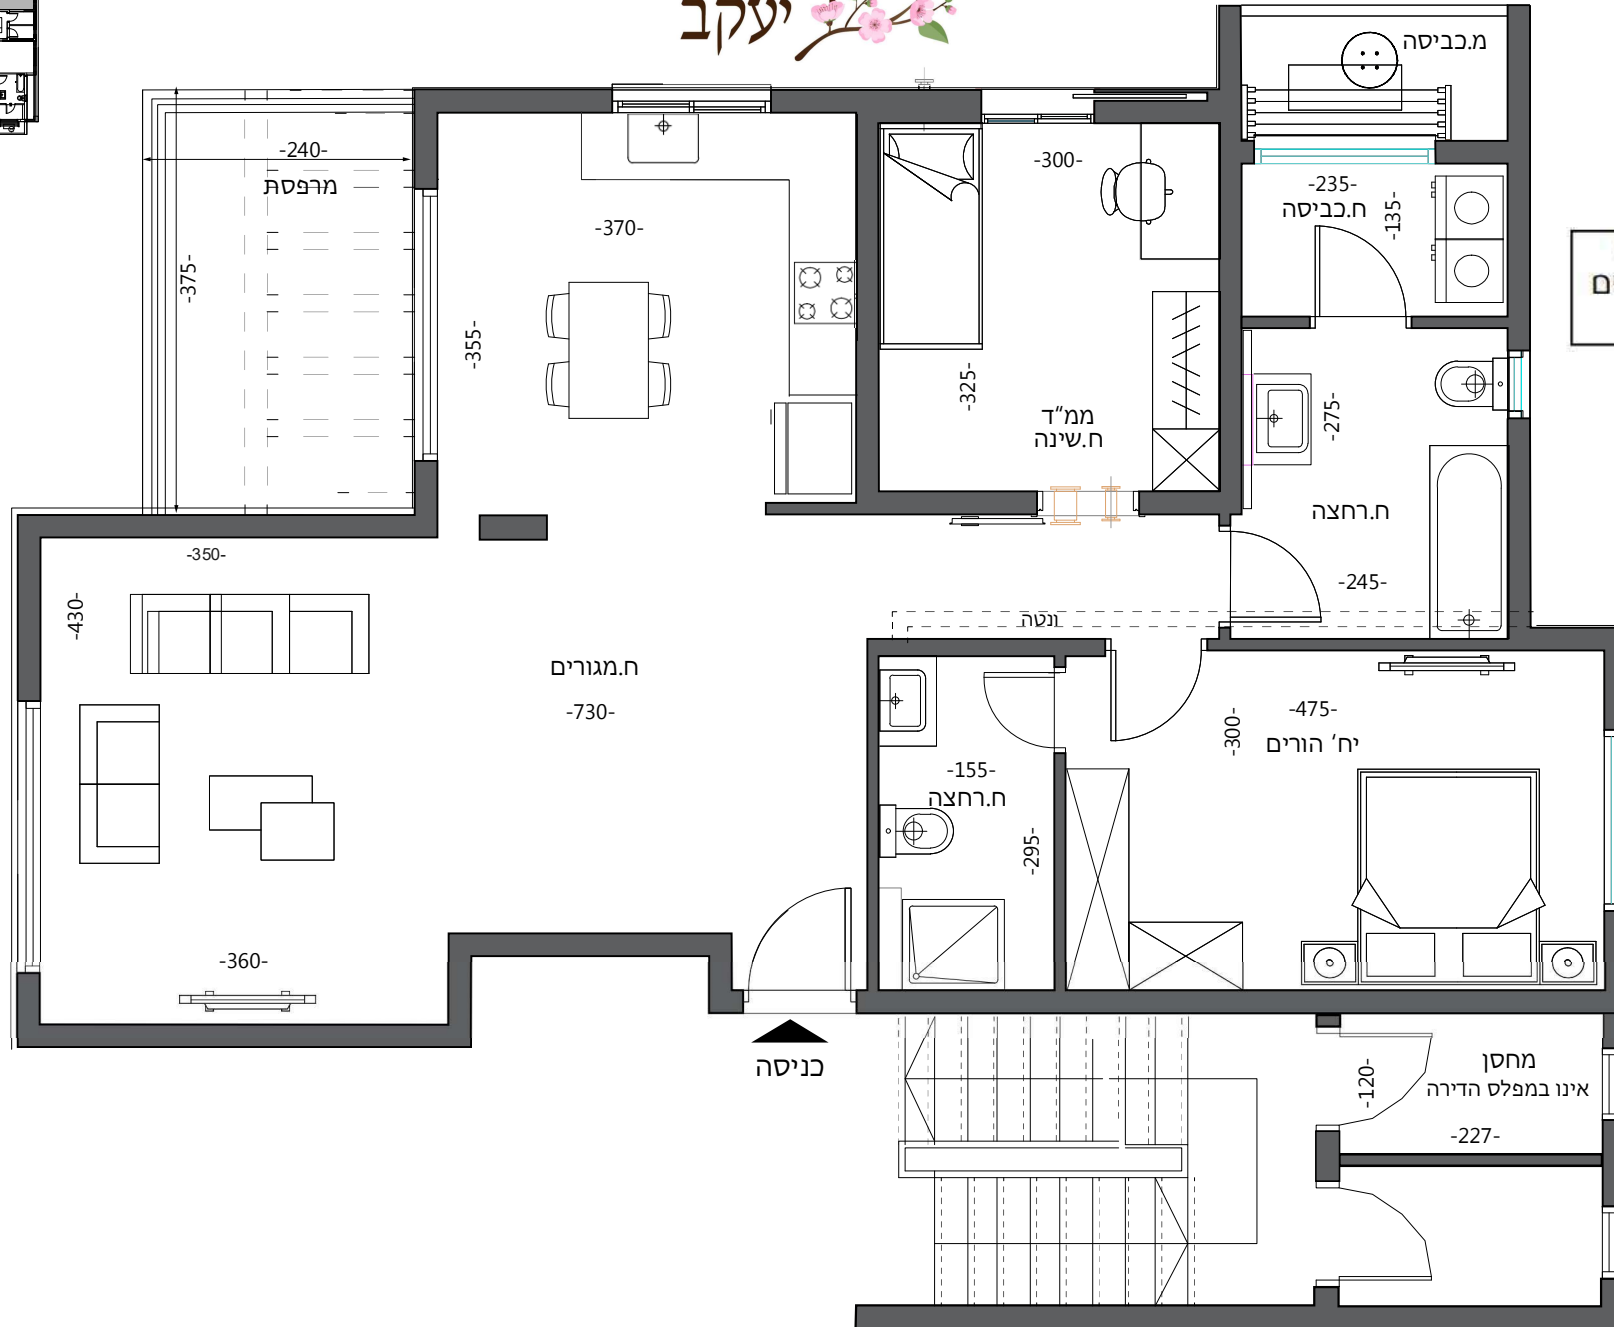 יעקב
מ.כביסה
-240-
מרפסת
-375-
-370-
-355-
-300-
-325-
ממ"ד
ח.שינה
-235-
ח.כביסה
-135-
-275-
ח.רחצה
-245-
-350-
-430-
ח.מגורים
-730-
-360-
ונטה
-155-
ח.רחצה
-295-
-475-
יח' הורים
-300-
כניסה
מחסן
אינו במפלס הדירה
-120-
-227-